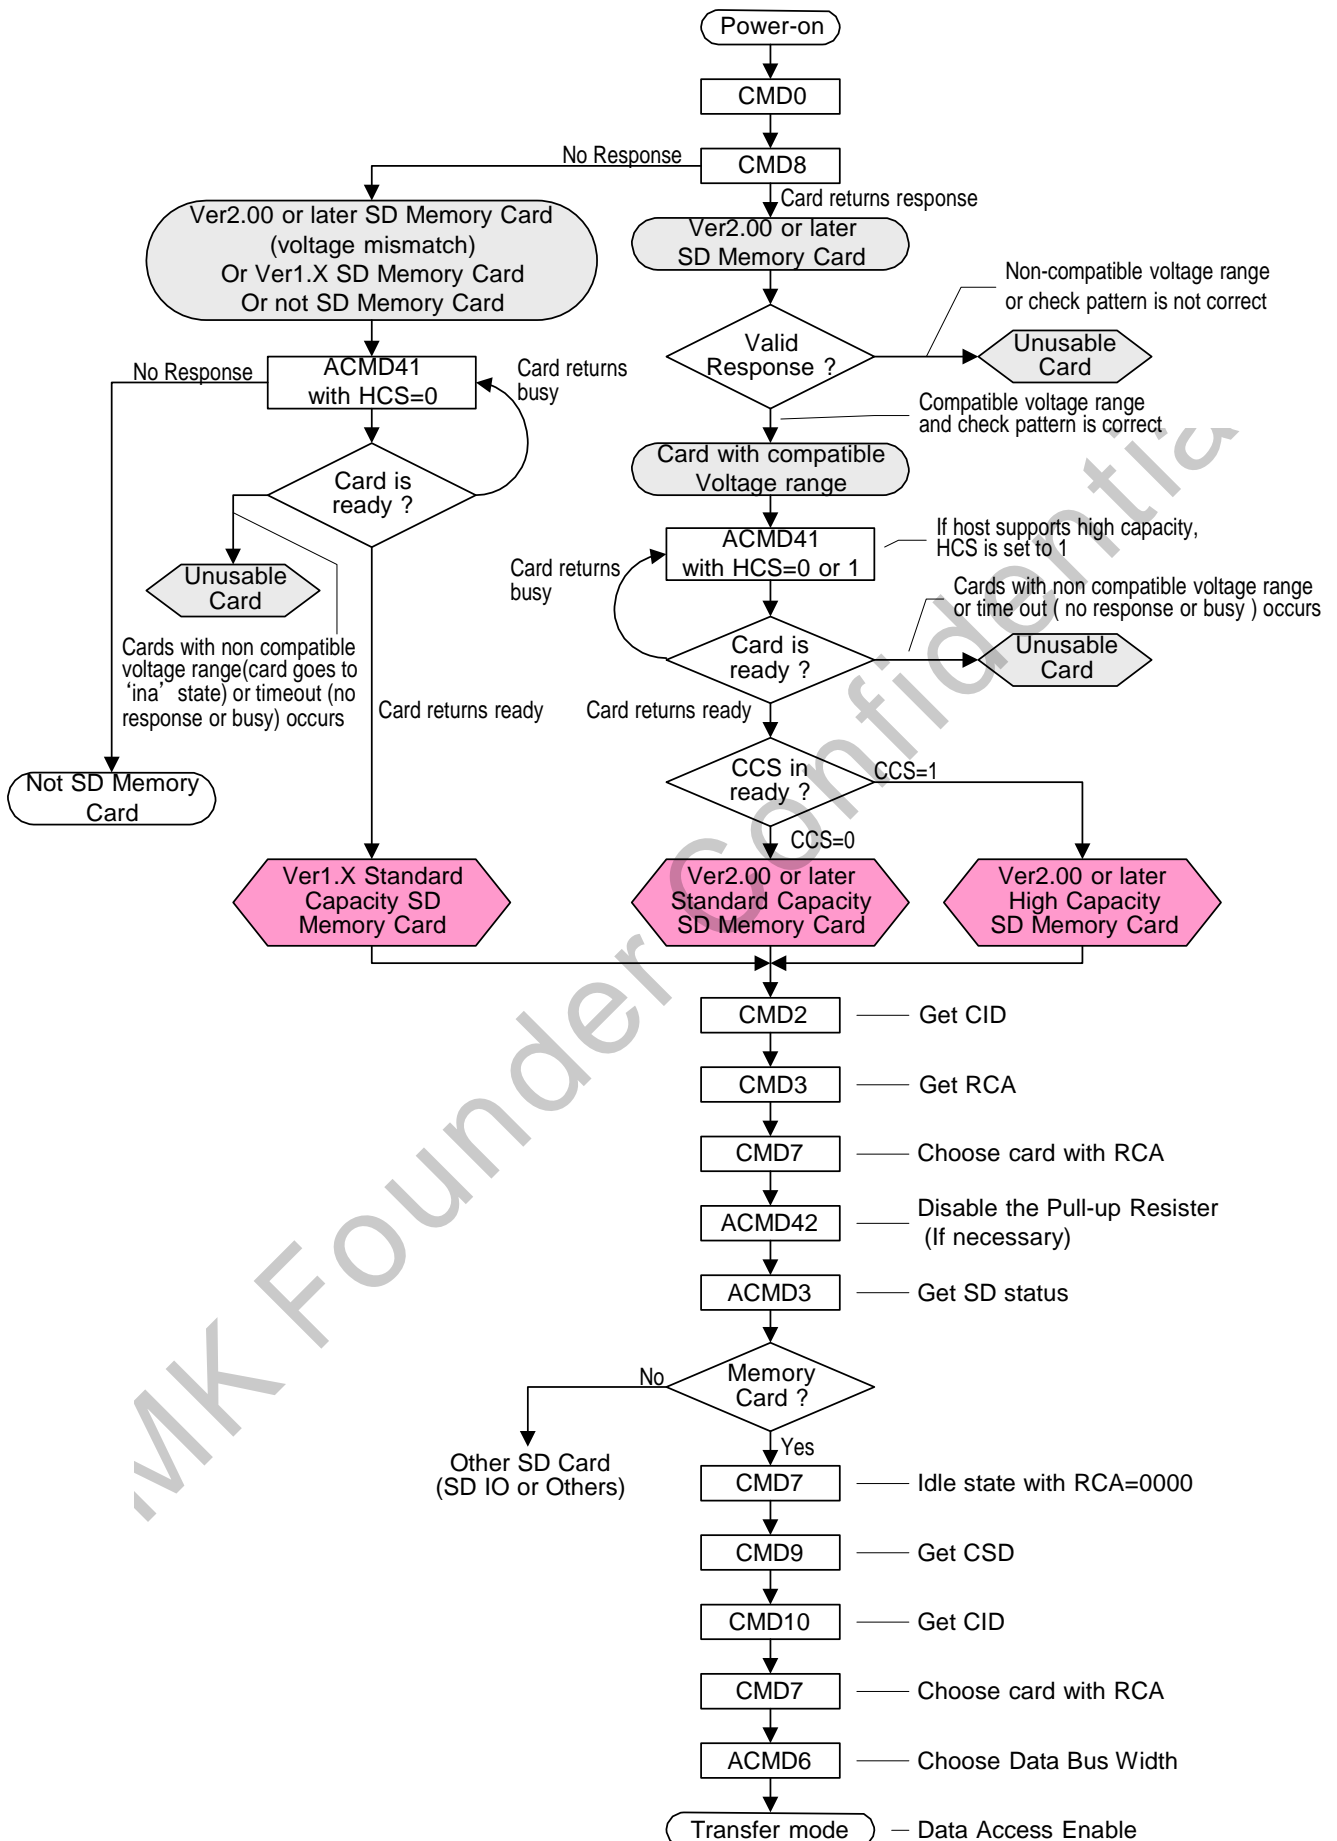 Power-on
CMD0
No Response
CMD8
Card returns response
Ver2.00 or later SD Memory Card
(voltage mismatch)
Or Ver1.X SD Memory Card
Or not SD Memory Card
Ver2.00 or later
SD Memory Card
Non-compatible voltage range
or check pattern is not correct
Valid
Response ?
Unusable
Card
No Response
ACMD41
with HCS=0
Card returns
busy
Compatible voltage range
and check pattern is correct
Card is
ready ?
Card with compatible
Voltage range
Unusable
Card
ACMD41
with HCS=0 or 1
If host supports high capacity,
HCS is set to 1
Card returns
busy
Cards with non compatible voltage range
or time out ( no response or busy ) occurs
Cards with non compatible
voltage range(card goes to
‘ina’ state) or timeout (no
response or busy) occurs
Card is
ready ?
Unusable
Card
Card returns ready
Card returns ready
Not SD Memory
Card
CCS in
ready ?
CCS=1
CCS=0
Ver1.X Standard
Capacity SD
Memory Card
Ver2.00 or later
Standard Capacity
SD Memory Card
Ver2.00 or later
High Capacity
SD Memory Card
CMD2
Get CID
CMD3
Get RCA
CMD7
Choose card with RCA
ACMD42
Disable the Pull-up Resister
(If necessary)
ACMD3
Get SD status
Memory
Card ?
No
Yes
Other SD Card
(SD IO or Others)
CMD7
Idle state with RCA=0000
CMD9
Get CSD
CMD10
Get CID
CMD7
Choose card with RCA
ACMD6
Choose Data Bus Width
Transfer mode
Data Access Enable
MK Founder Confidentia